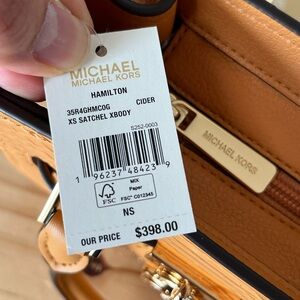 MICHAEL
MICHAEL KORS
HAMILTON
35R4GHMC0G CIDER
XS SATCHEL XBODY
5252-0003
1 96237 48423 9
FSC
MIX
Paper
FSC® C012345
NS
OUR PRICE $398.00
MICHAEL KORS